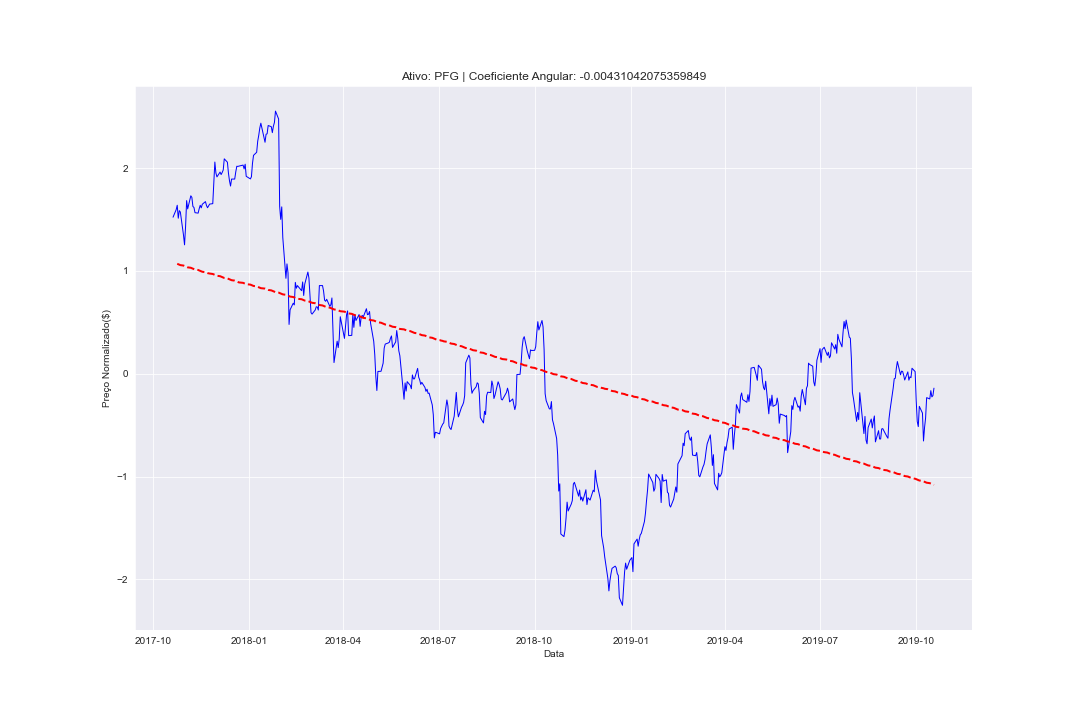 Ativo: PFG | Coeficiente Angular: -0.00431042075359849
Preço Normalizado($)
2
1
0
−1
−2
2017-10 2018-01 2018-04 2018-07 2018-10 2019-01 2019-04 2019-07 2019-10
Data